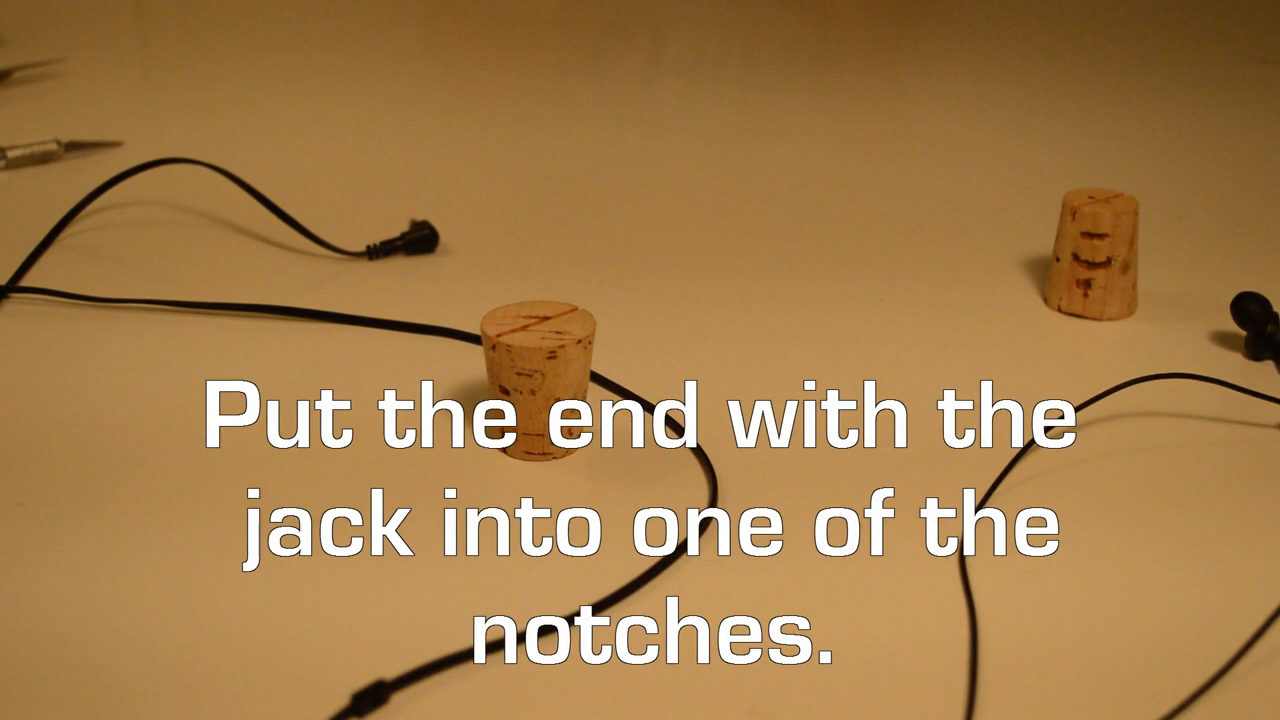 Put the end with the
jack into one of the
notches.